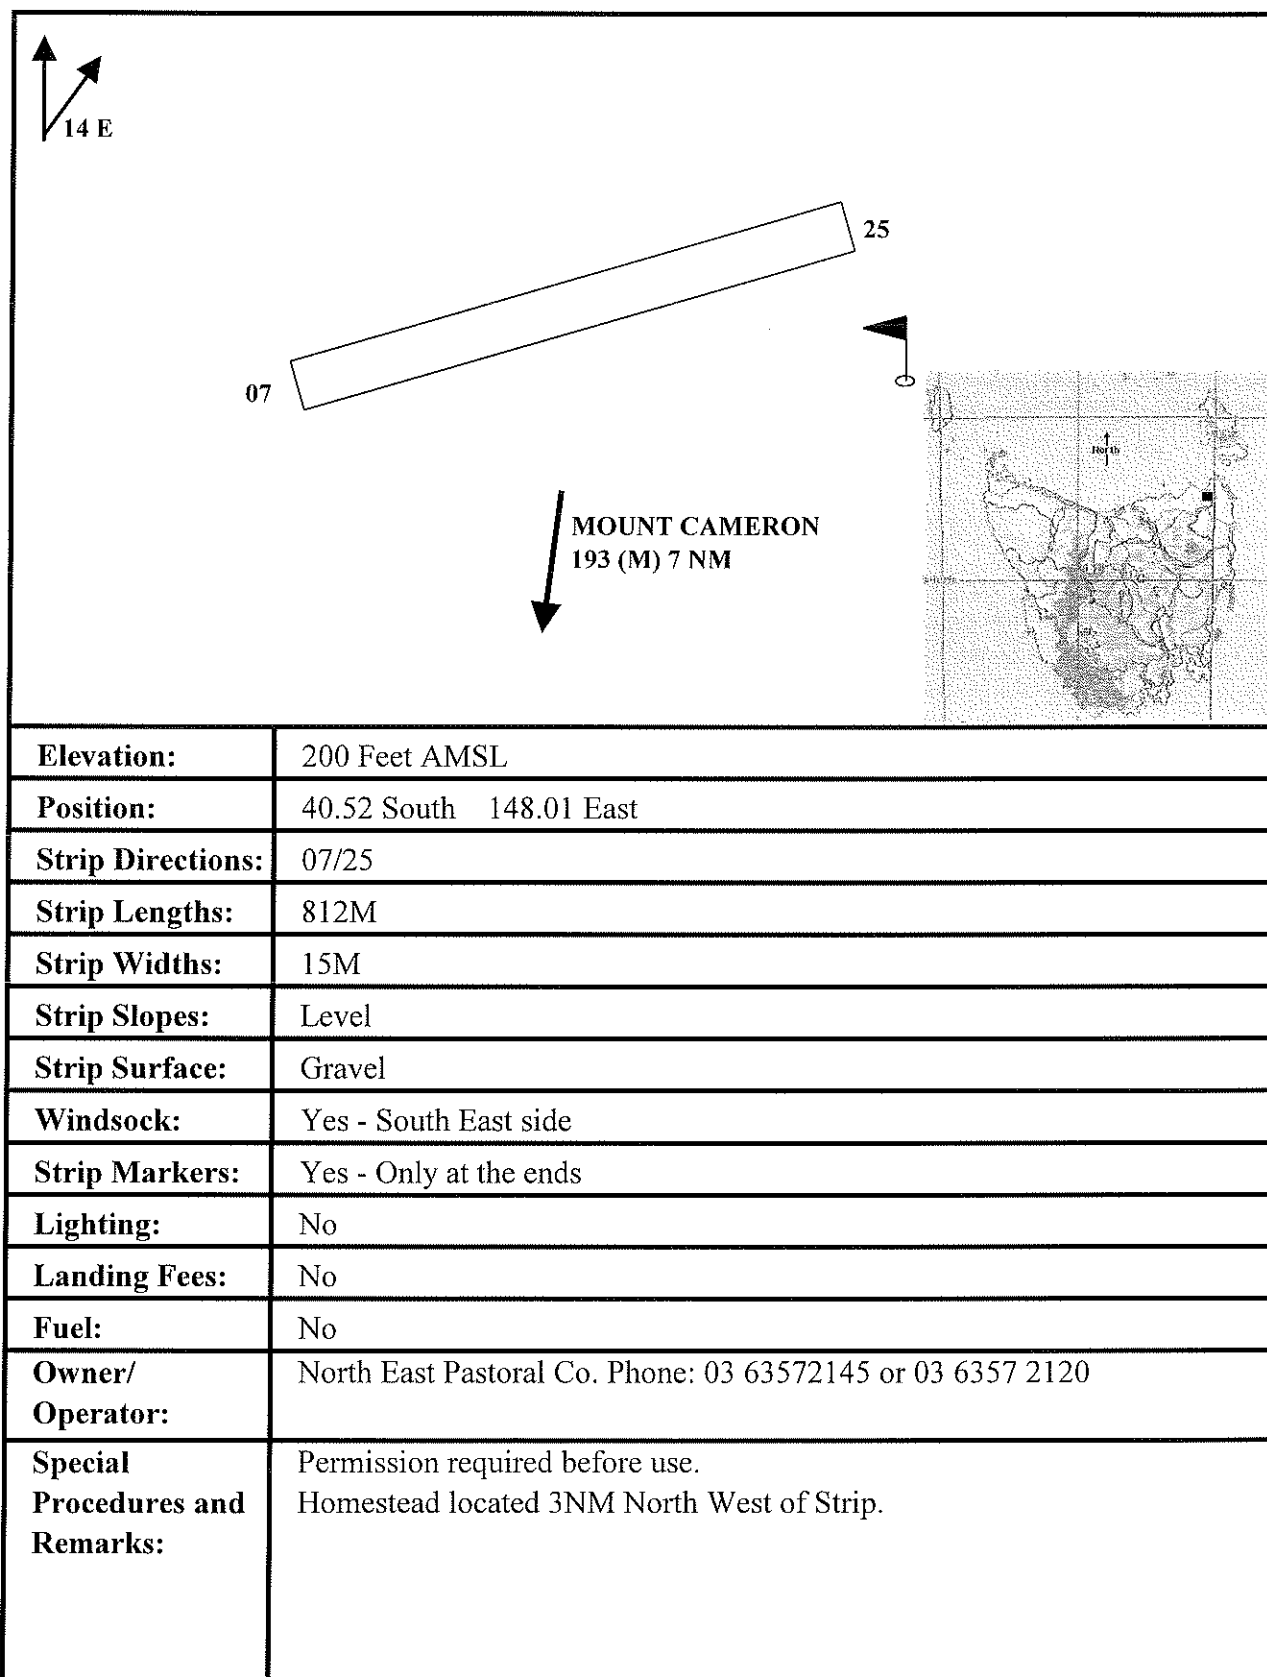 14 E
25
07
North
MOUNT CAMERON
193 (M) 7 NM
Elevation: 200 Feet AMSL
Position: 40.52 South 148.01 East
Strip Directions: 07/25
Strip Lengths: 812M
Strip Widths: 15M
Strip Slopes: Level
Strip Surface: Gravel
Windsock: Yes - South East side
Strip Markers: Yes - Only at the ends
Lighting: No
Landing Fees: No
Fuel: No
Owner/ North East Pastoral Co. Phone: 03 63572145 or 03 6357 2120
Operator:
Special Permission required before use.
Procedures and Homestead located 3NM North West of Strip.
Remarks: